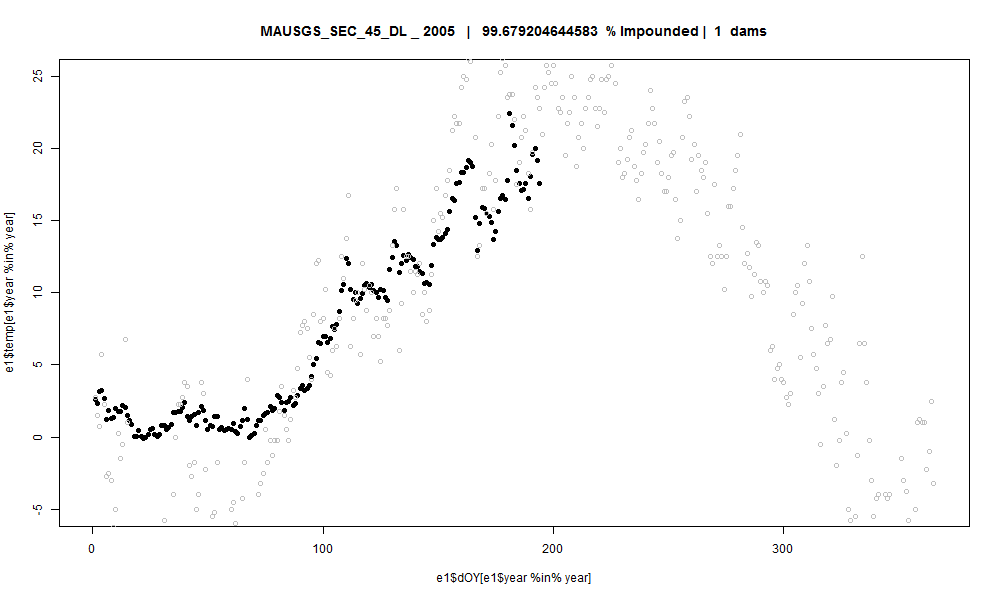 MAUSGS_SEC_45_DL _ 2005 | 99.679204644583 % Impounded | 1 dams
e1$temp[e1$year %in% year]
25
20
15
10
5
0
-5
0 100 200 300
e1$dOY[e1$year %in% year]